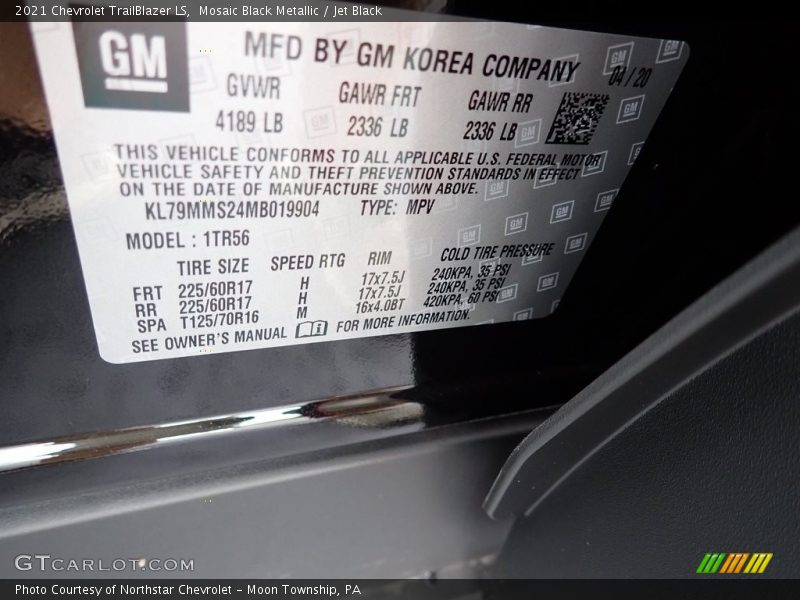 2021 Chevrolet TrailBlazer LS, Mosaic Black Metallic / Jet Black
GM
MFD BY GM KOREA COMPANY
04/20
GVWR GAWR FRT GAWR RR
4189 LB 2336 LB 2336 LB
THIS VEHICLE CONFORMS TO ALL APPLICABLE U.S. FEDERAL MOTOR
VEHICLE SAFETY AND THEFT PREVENTION STANDARDS IN EFFECT
ON THE DATE OF MANUFACTURE SHOWN ABOVE.
KL79MMS24MB019904 TYPE: MPV
MODEL : 1TR56
TIRE SIZE SPEED RTG RIM COLD TIRE PRESSURE
FRT 225/60R17 H 17x7.5J 240KPA, 35 PSI
RR 225/60R17 H 17x7.5J 240KPA, 35 PSI
SPA T125/70R16 M 16x4.0BT 420KPA, 60 PSI
SEE OWNER'S MANUAL FOR MORE INFORMATION.
GTCARLOT.COM
Photo Courtesy of Northstar Chevrolet - Moon Township, PA